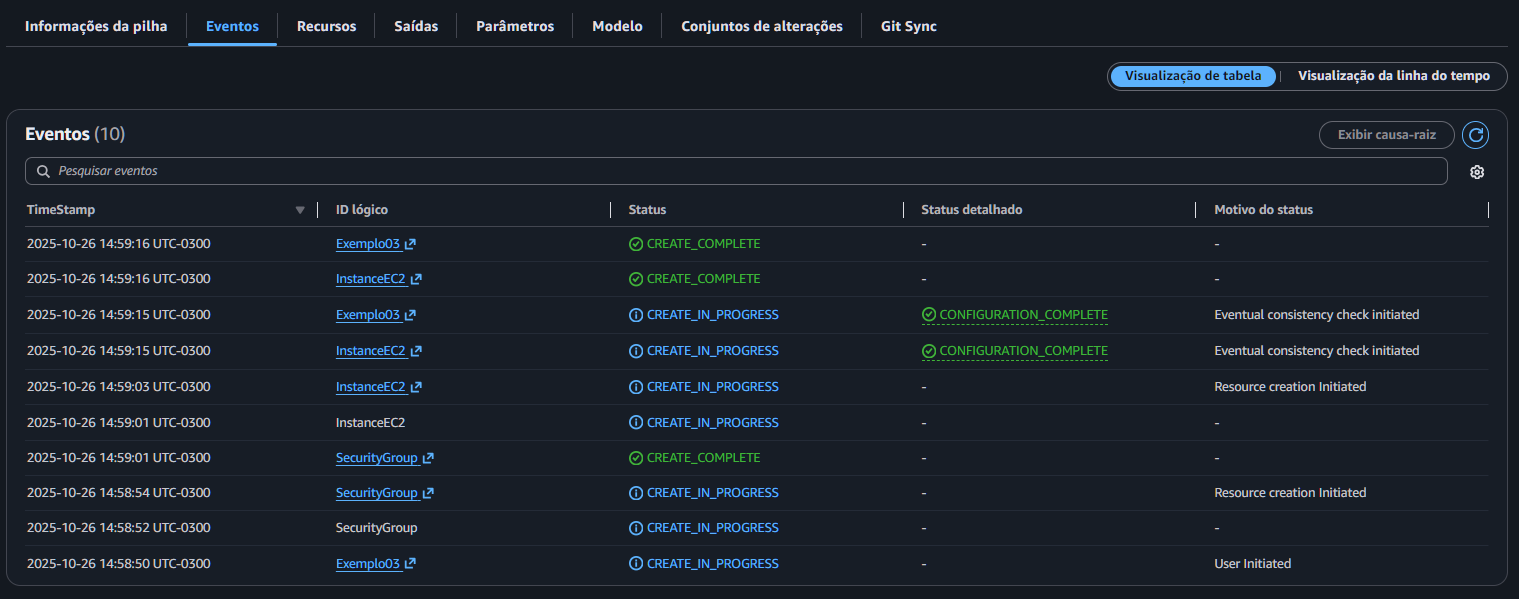 Informações da pilha Eventos Recursos Saídas Parâmetros Modelo Conjuntos de alterações Git Sync
Visualização de tabela Visualização da linha do tempo
Eventos (10) Exibir causa-raiz
Pesquisar eventos
TimeStamp ID lógico Status Status detalhado Motivo do status
2025-10-26 14:59:16 UTC-0300 Exemplo03 CREATE_COMPLETE - -
2025-10-26 14:59:16 UTC-0300 InstanceEC2 CREATE_COMPLETE - -
2025-10-26 14:59:15 UTC-0300 Exemplo03 CREATE_IN_PROGRESS CONFIGURATION_COMPLETE Eventual consistency check initiated
2025-10-26 14:59:15 UTC-0300 InstanceEC2 CREATE_IN_PROGRESS CONFIGURATION_COMPLETE Eventual consistency check initiated
2025-10-26 14:59:03 UTC-0300 InstanceEC2 CREATE_IN_PROGRESS - Resource creation Initiated
2025-10-26 14:59:01 UTC-0300 InstanceEC2 CREATE_IN_PROGRESS - -
2025-10-26 14:59:01 UTC-0300 SecurityGroup CREATE_COMPLETE - -
2025-10-26 14:58:54 UTC-0300 SecurityGroup CREATE_IN_PROGRESS - Resource creation Initiated
2025-10-26 14:58:52 UTC-0300 SecurityGroup CREATE_IN_PROGRESS - -
2025-10-26 14:58:50 UTC-0300 Exemplo03 CREATE_IN_PROGRESS - User Initiated